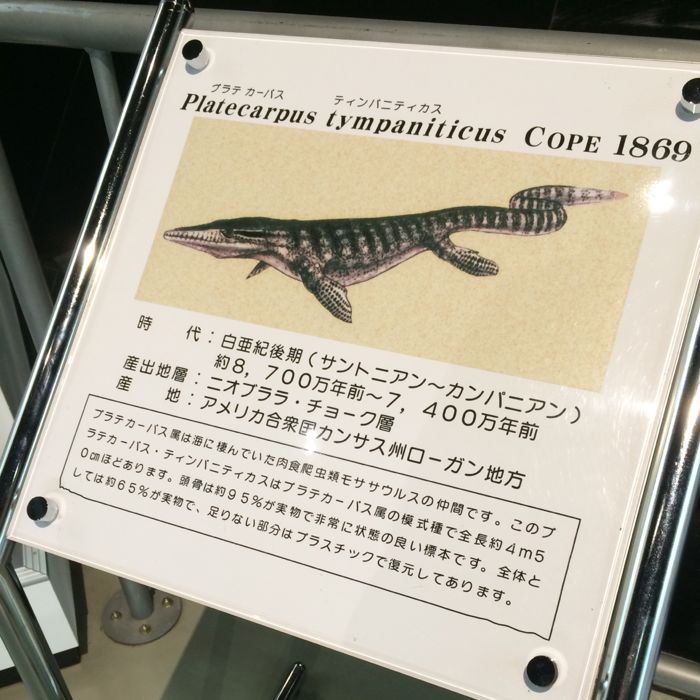 プラテカーパス ティンパニティカス
Platecarpus tympaniticus COPE 1869
時 代：白亜紀後期（サントニアン～カンパニアン）
約8，700万年前～7，400万年前
産出地層：ニオブララ・チョーク層
産 地：アメリカ合衆国カンサス州ローガン地方
プラテカーパス属は海に棲んでいた肉食爬虫類モササウルスの仲間です。このプ
ラテカーパス・ティンパニティカスはプラテカーパス属の模式種で全長約4m5
0cmほどあります。頭骨は約95％が実物で非常に状態の良い標本です。全体と
しては約65％が実物で、足りない部分はプラスチックで復元してあります。